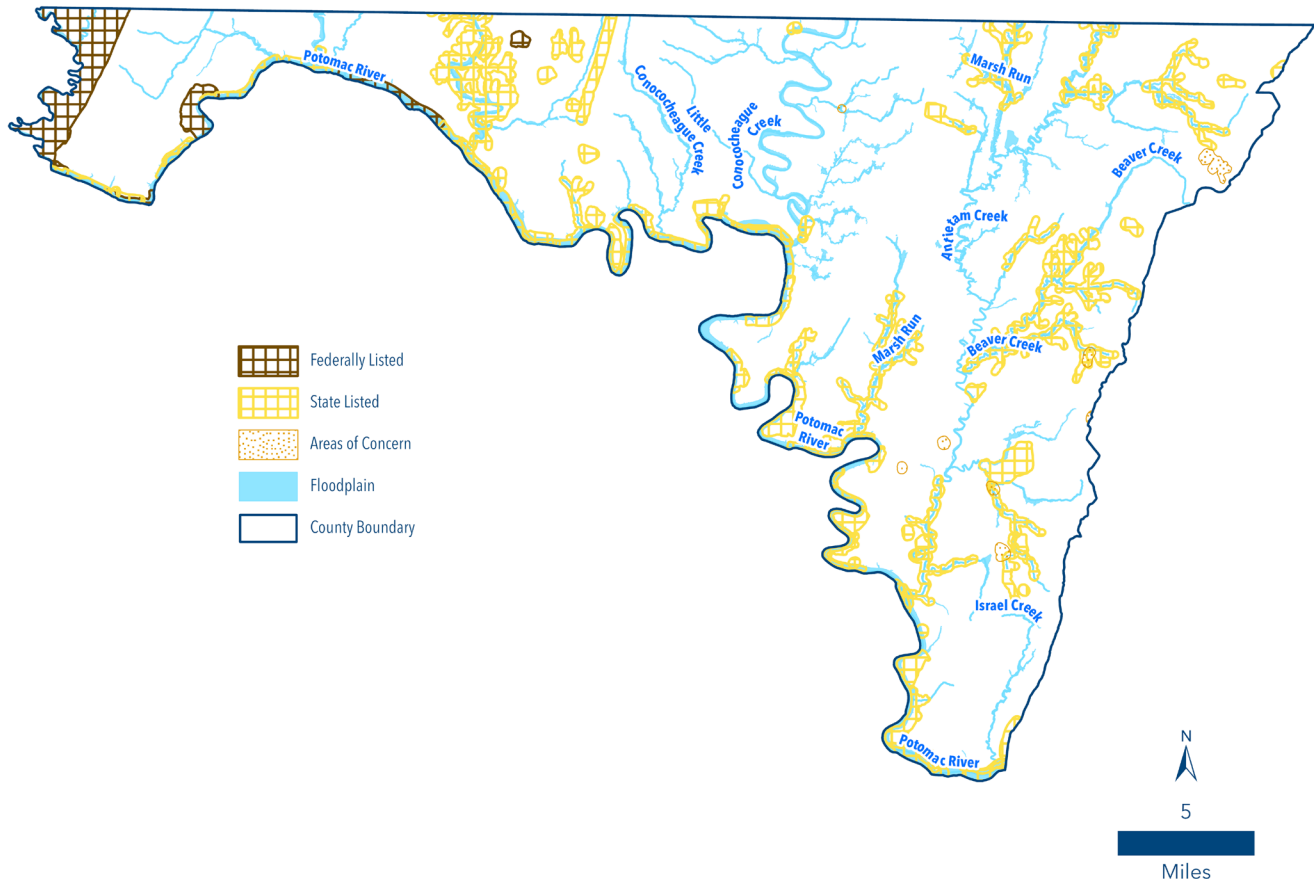 Potomac River
Conococheague Creek
Little
Conococheague
Creek
Marsh Run
Beaver Creek
Antietam Creek
Marsh Run
Beaver Creek
Potomac
River
Israel Creek
Potomac River
Federally Listed
State Listed
Areas of Concern
Floodplain
County Boundary
N
5
Miles